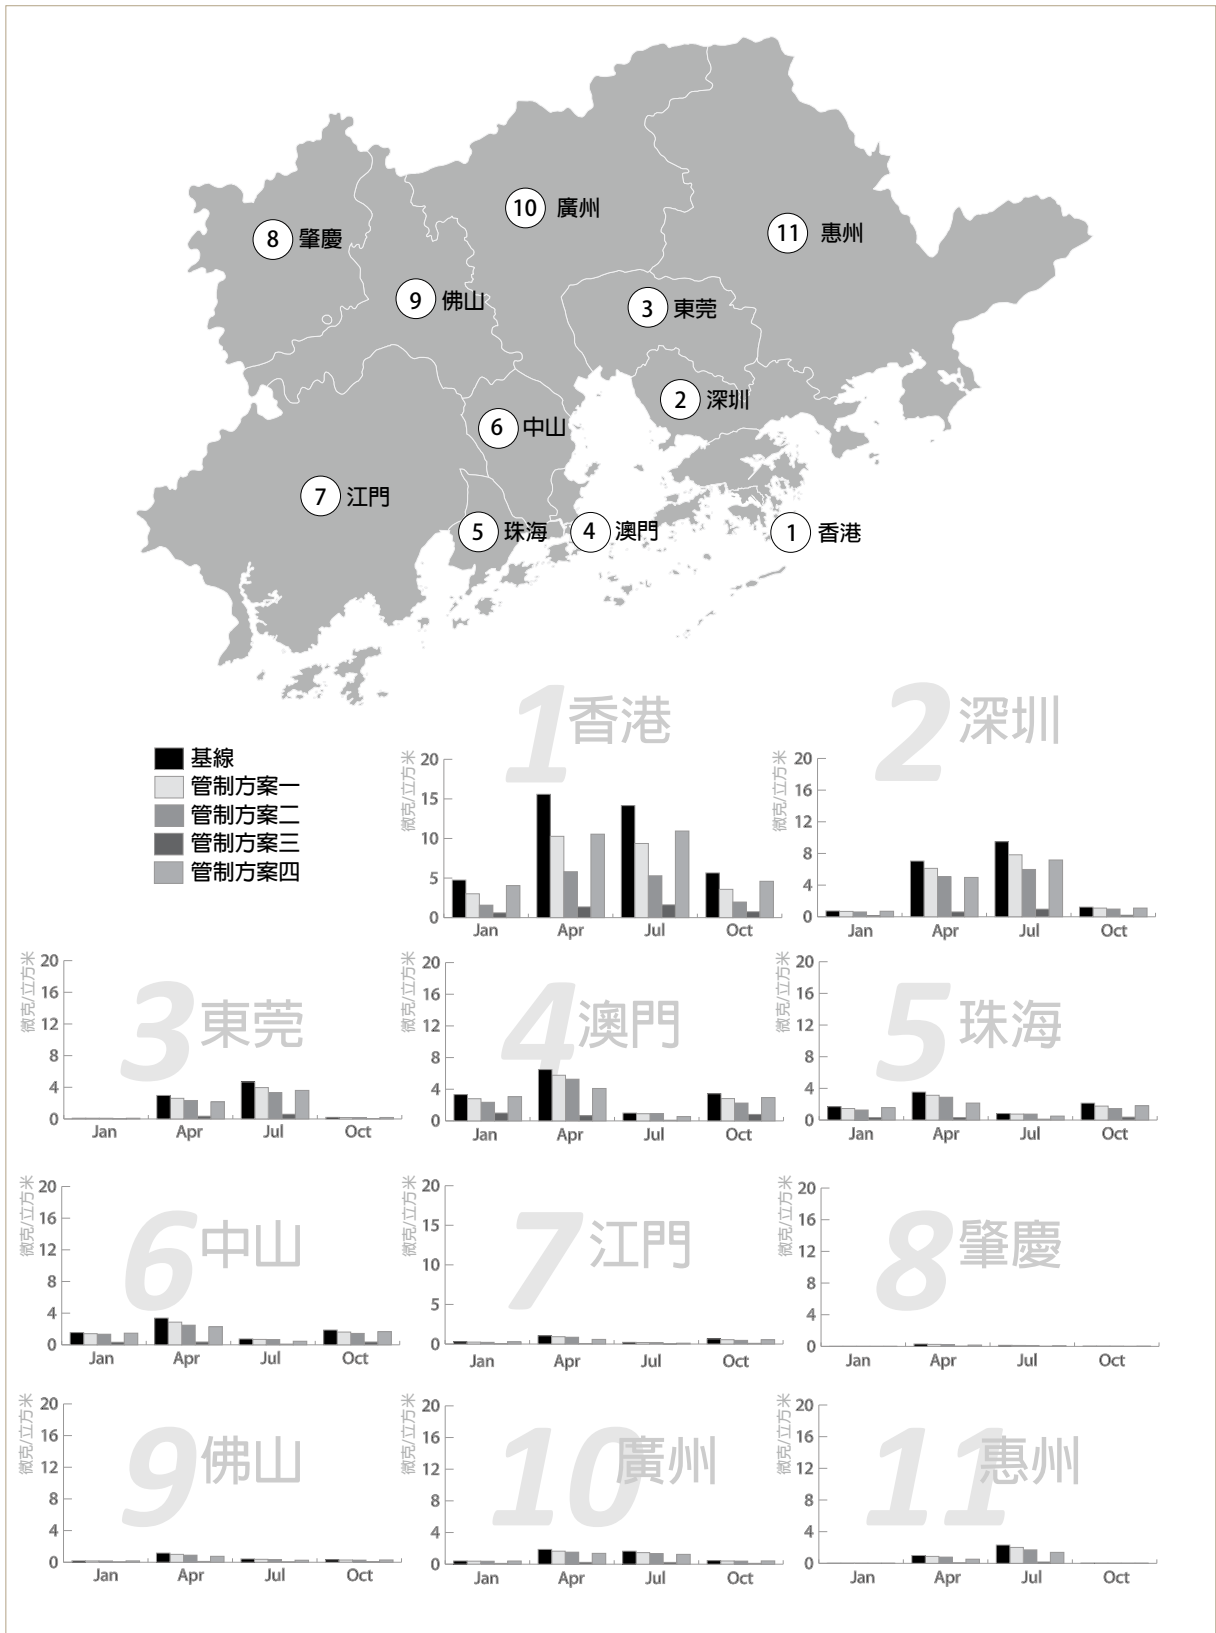 10 廣州
8 肇慶
11 惠州
9 佛山
3 東莞
2 深圳
6 中山
7 江門
5 珠海
4 澳門
1 香港
基線
管制方案一
管制方案二
管制方案三
管制方案四
1 香港
微克/立方米
20
15
10
5
0
Jan Apr Jul Oct
2 深圳
微克/立方米
20
16
12
8
4
0
Jan Apr Jul Oct
3 東莞
微克/立方米
20
16
12
8
4
0
Jan Apr Jul Oct
4 澳門
微克/立方米
20
16
12
8
4
0
Jan Apr Jul Oct
5 珠海
微克/立方米
20
16
12
8
4
0
Jan Apr Jul Oct
6 中山
微克/立方米
20
16
12
8
4
0
Jan Apr Jul Oct
7 江門
微克/立方米
20
15
10
5
0
Jan Apr Jul Oct
8 肇慶
微克/立方米
20
16
12
8
4
0
Jan Apr Jul Oct
9 佛山
微克/立方米
20
16
12
8
4
0
Jan Apr Jul Oct
10 廣州
微克/立方米
20
16
12
8
4
0
Jan Apr Jul Oct
11 惠州
微克/立方米
20
16
12
8
4
0
Jan Apr Jul Oct